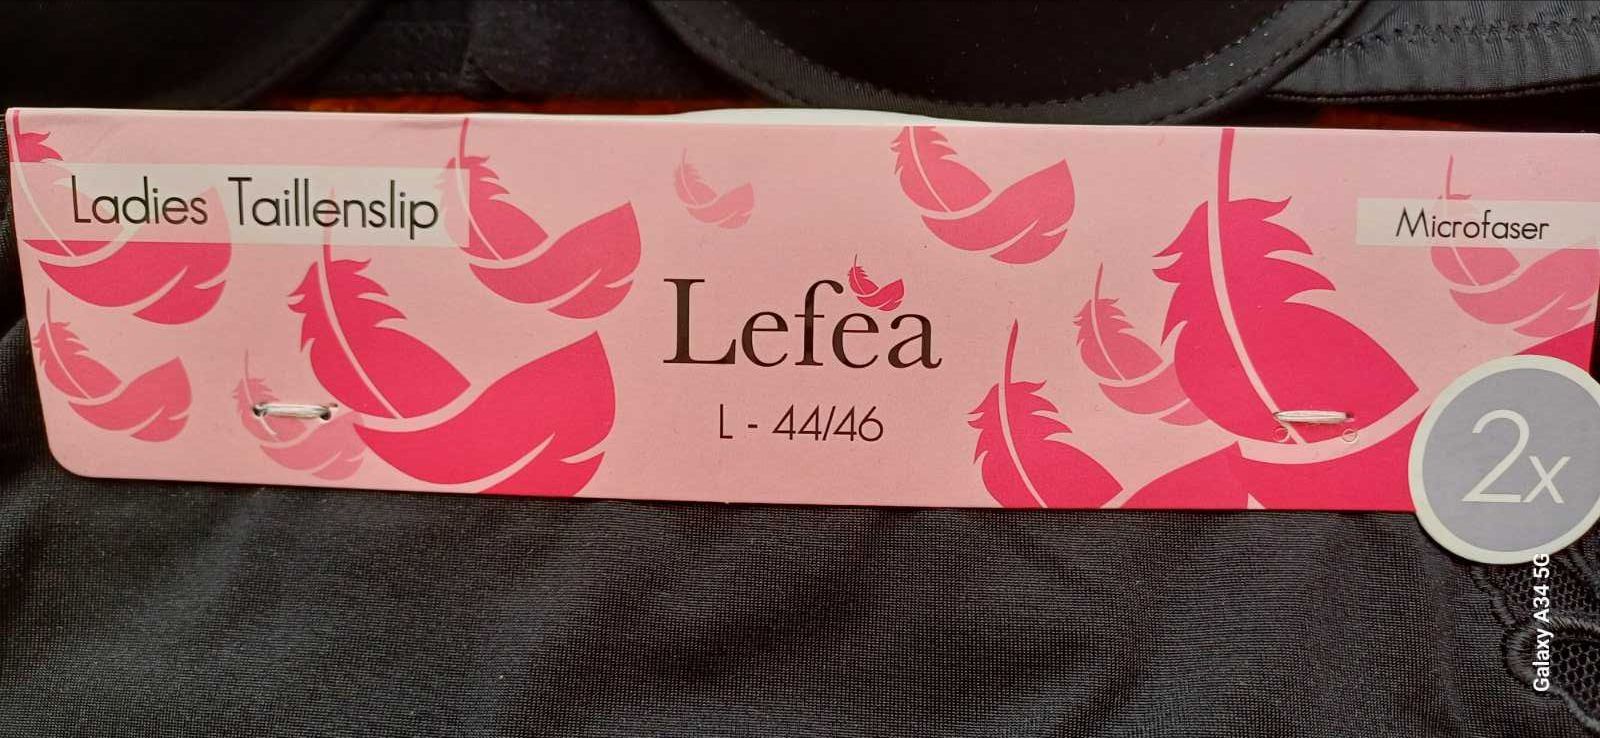 Ladies Taillenslip
Microfaser
Lefea
L - 44/46
2x
Galaxy A34 5G